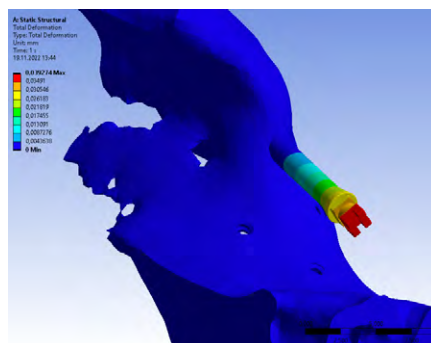 A: Static Structural
Total Deformation
Type: Total Deformation
Unit: mm
Time: 1 s
18.11.2022 13:44
0,039274 Max
0,03491
0,030546
0,026183
0,021819
0,017455
0,013091
0,0087276
0,0043638
0 Min